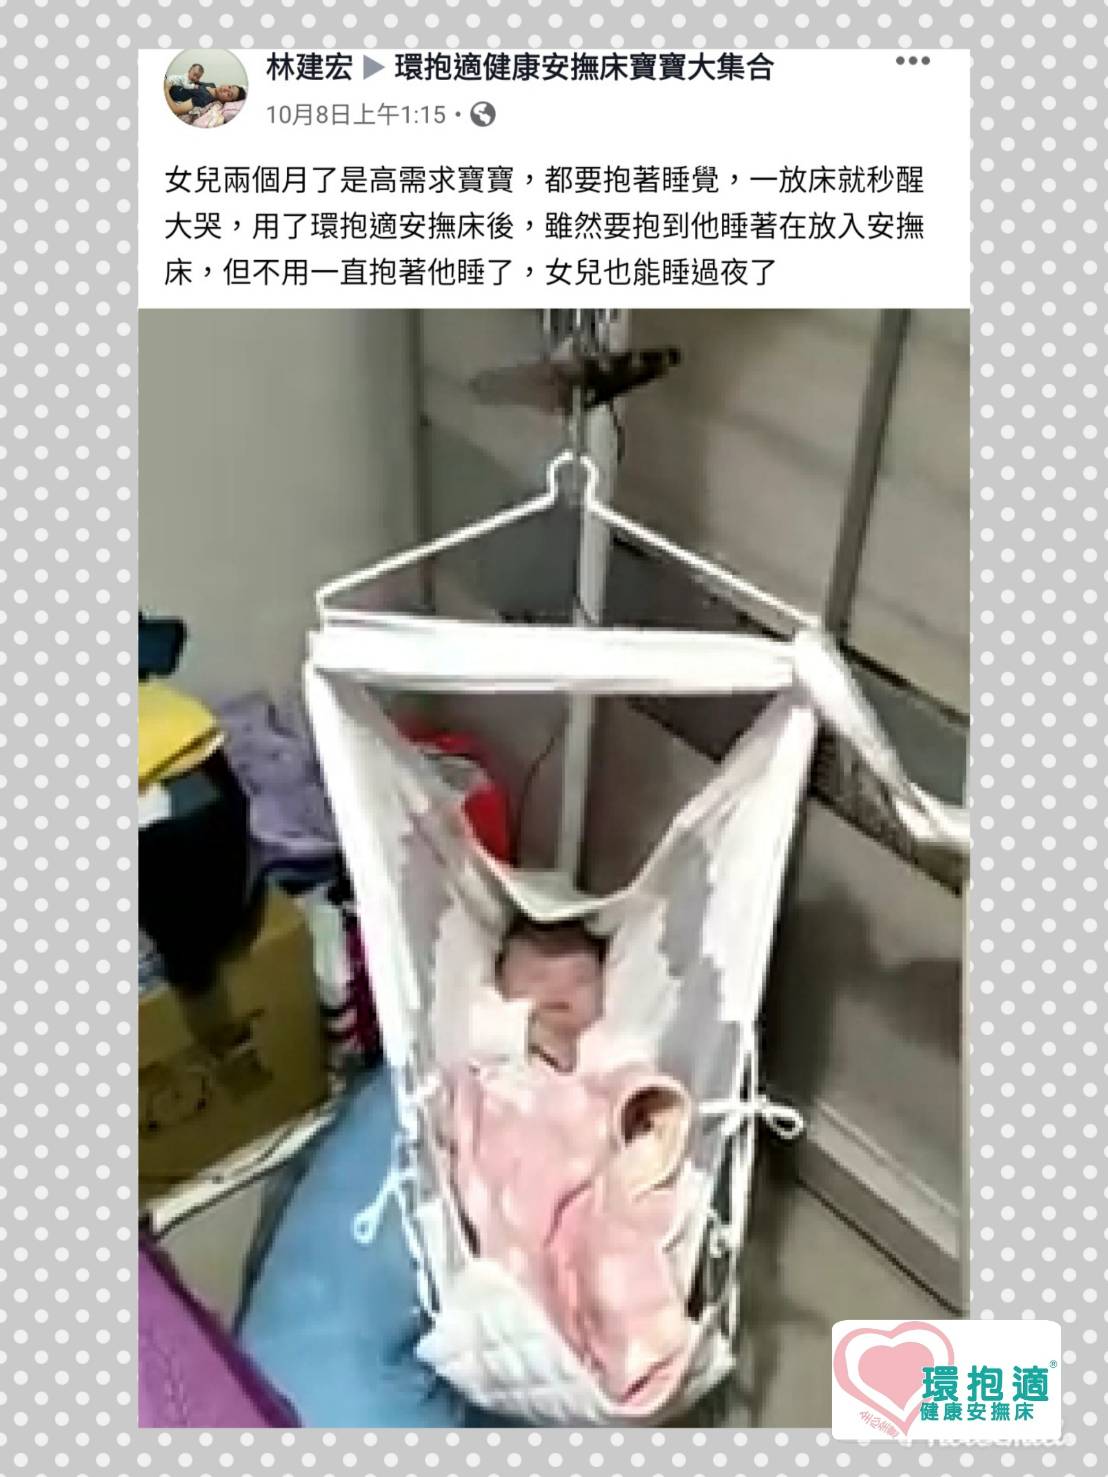 林建宏 ▶ 環抱適健康安撫床寶寶大集合
10月8日上午1:15 ·
女兒兩個月了是高需求寶寶，都要抱著睡覺，一放床就秒醒
大哭，用了環抱適安撫床後，雖然要抱到他睡著在放入安撫
床，但不用一直抱著他睡了，女兒也能睡過夜了
環抱適®
健康安撫床